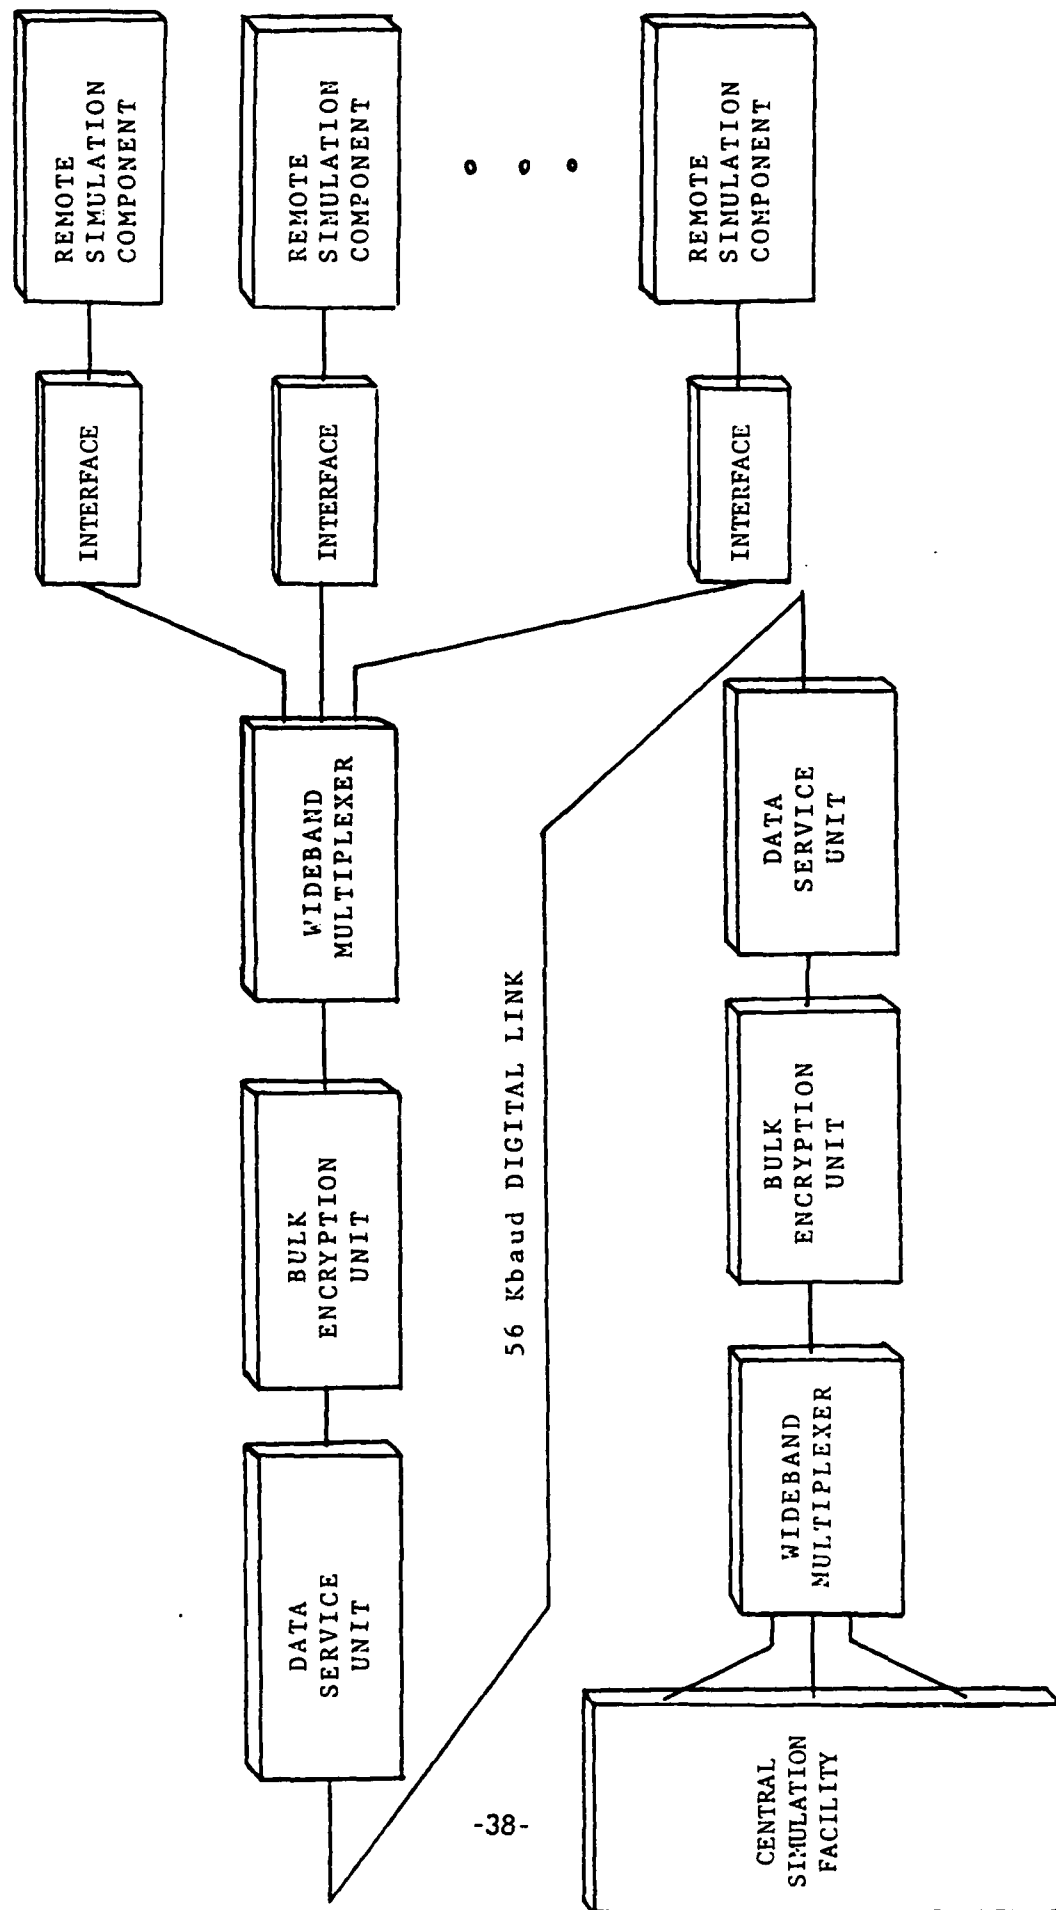 REMOTE
SIMULATION
COMPONENT
REMOTE
SIMULATION
COMPONENT
REMOTE
SIMULATION
COMPONENT
INTERFACE
INTERFACE
INTERFACE
WIDEBAND
MULTIPLEXER
BULK
ENCRYPTION
UNIT
DATA
SERVICE
UNIT
56 Kbaud DIGITAL LINK
DATA
SERVICE
UNIT
BULK
ENCRYPTION
UNIT
WIDEBAND
MULTIPLEXER
CENTRAL
SIMULATION
FACILITY
-38-